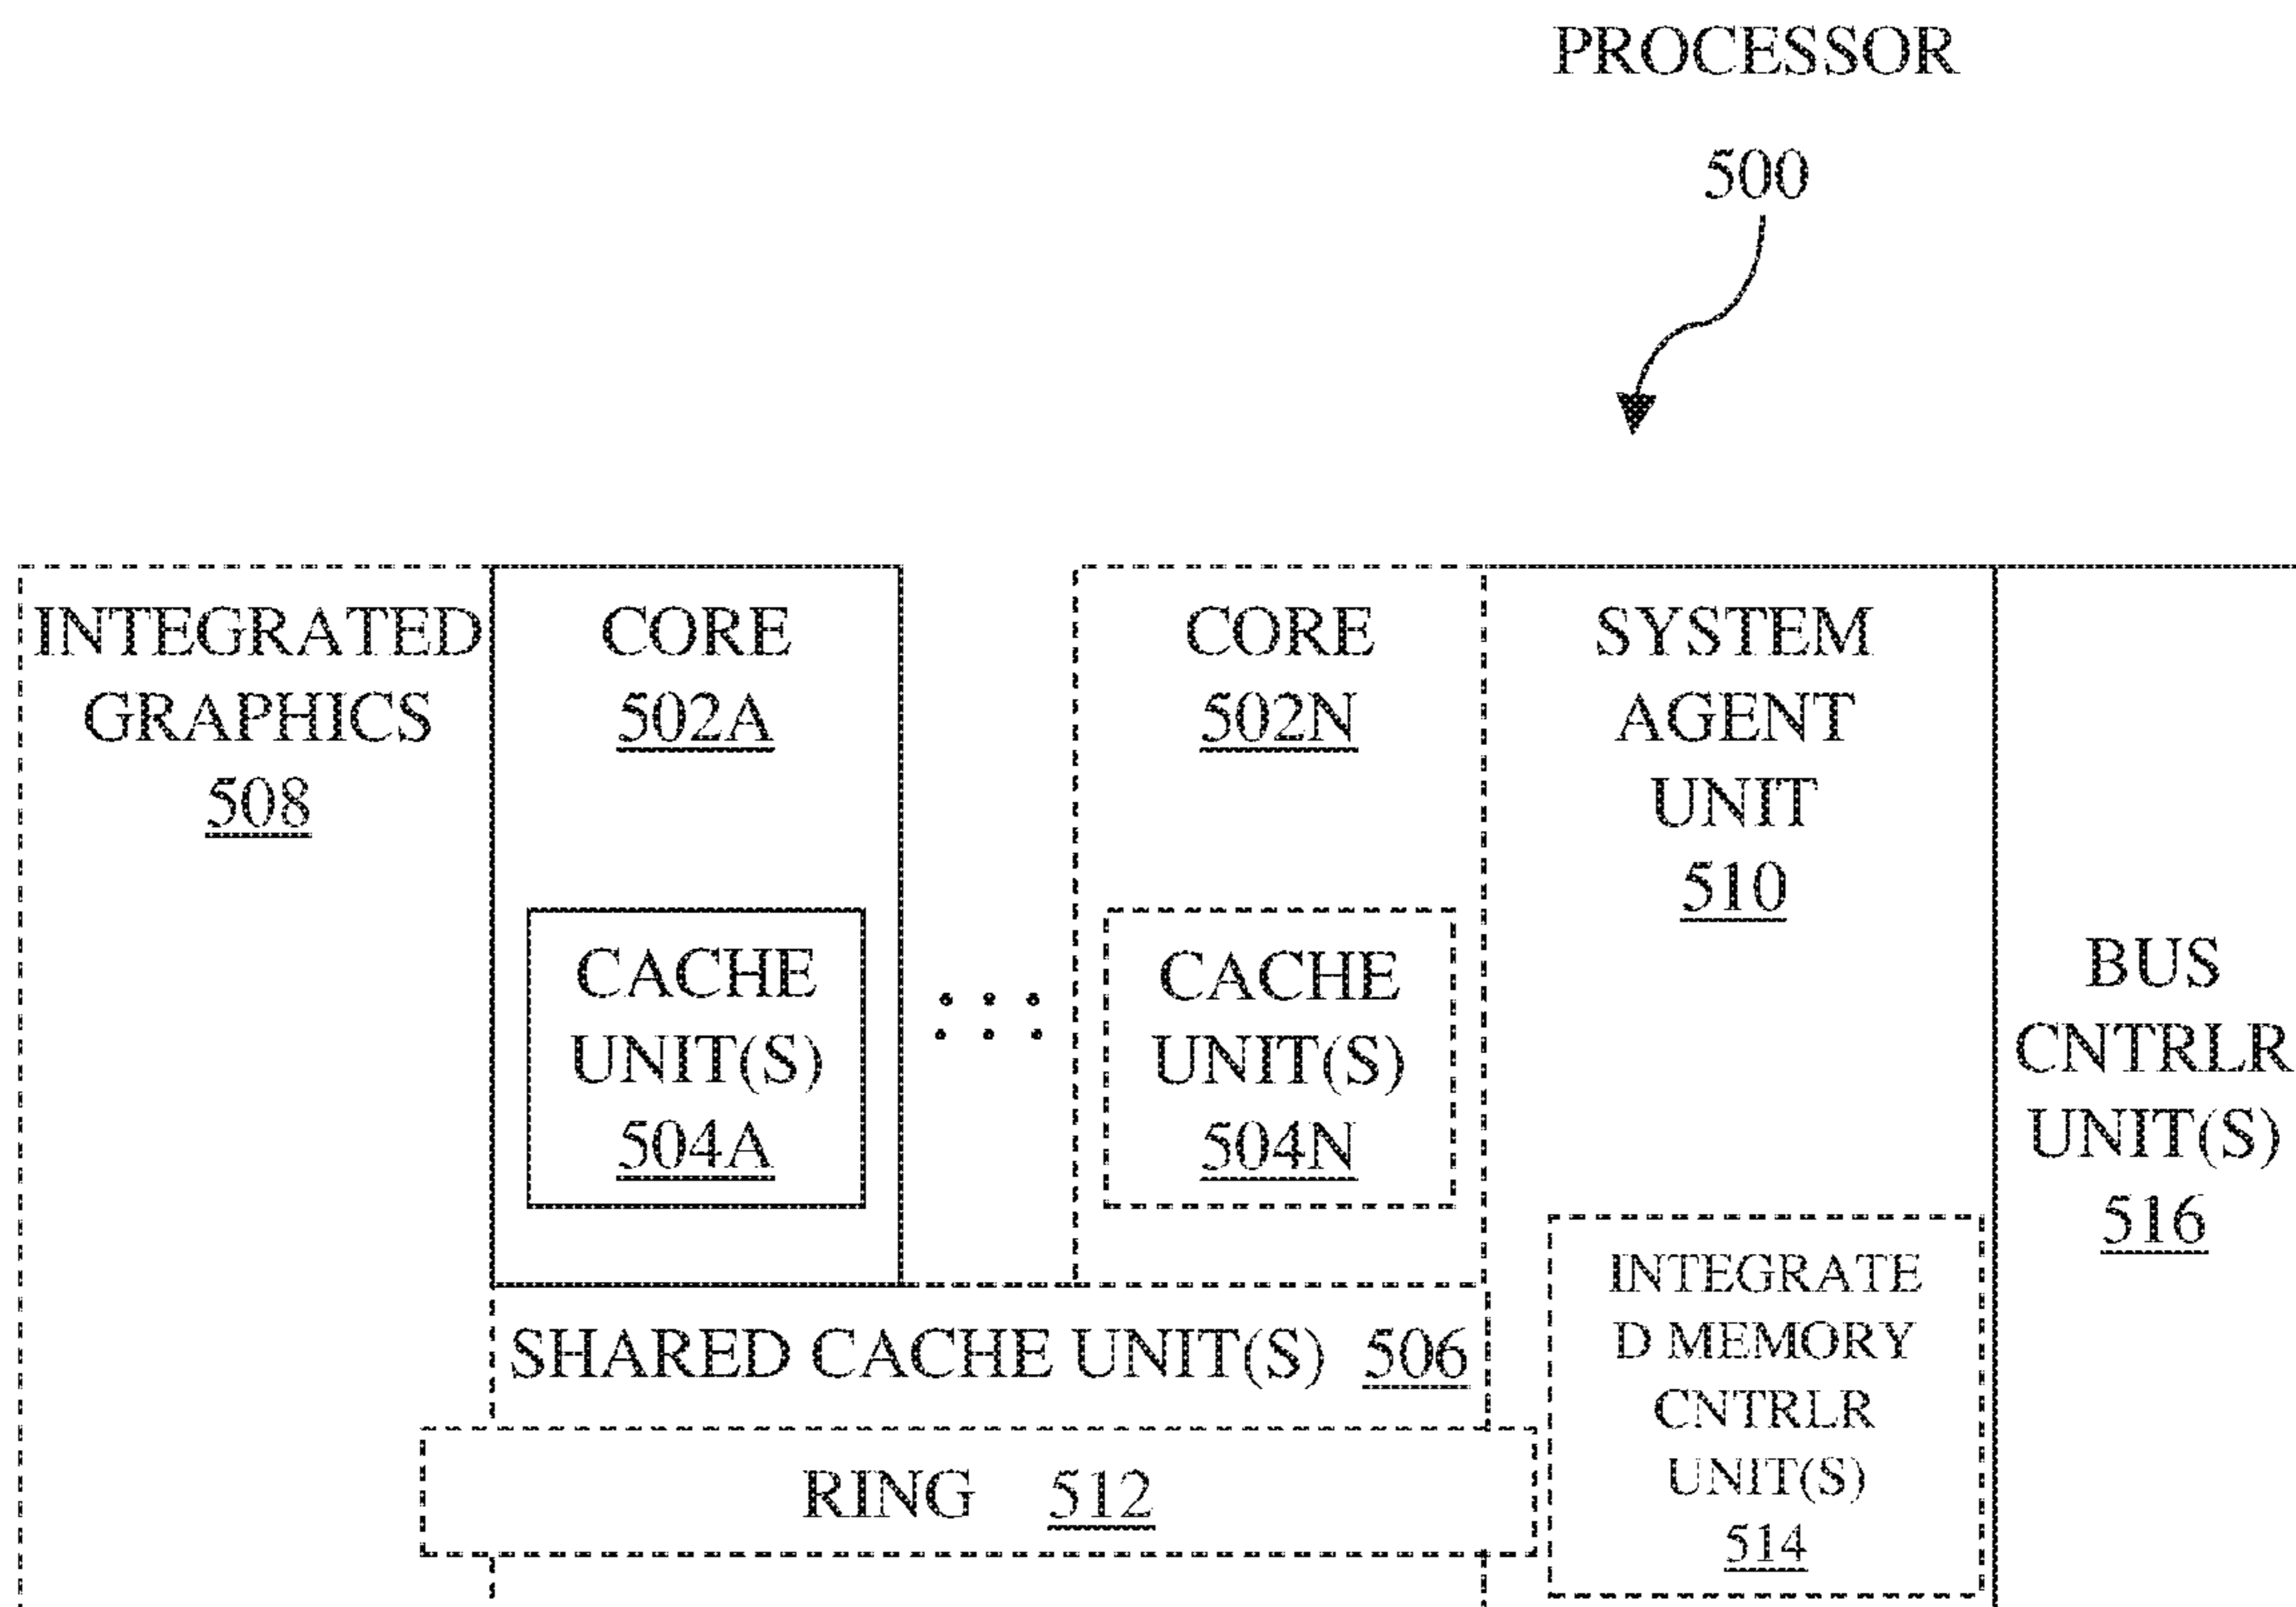 PROCESSOR
500
INTEGRATED
GRAPHICS
508
CORE
502A
CACHE
UNIT(S)
504A
CORE
502N
CACHE
UNIT(S)
504N
SYSTEM
AGENT
UNIT
510
BUS
CNTRLR
UNIT(S)
516
SHARED CACHE UNIT(S) 506
RING 512
INTEGRATE
D MEMORY
CNTRLR
UNIT(S)
514